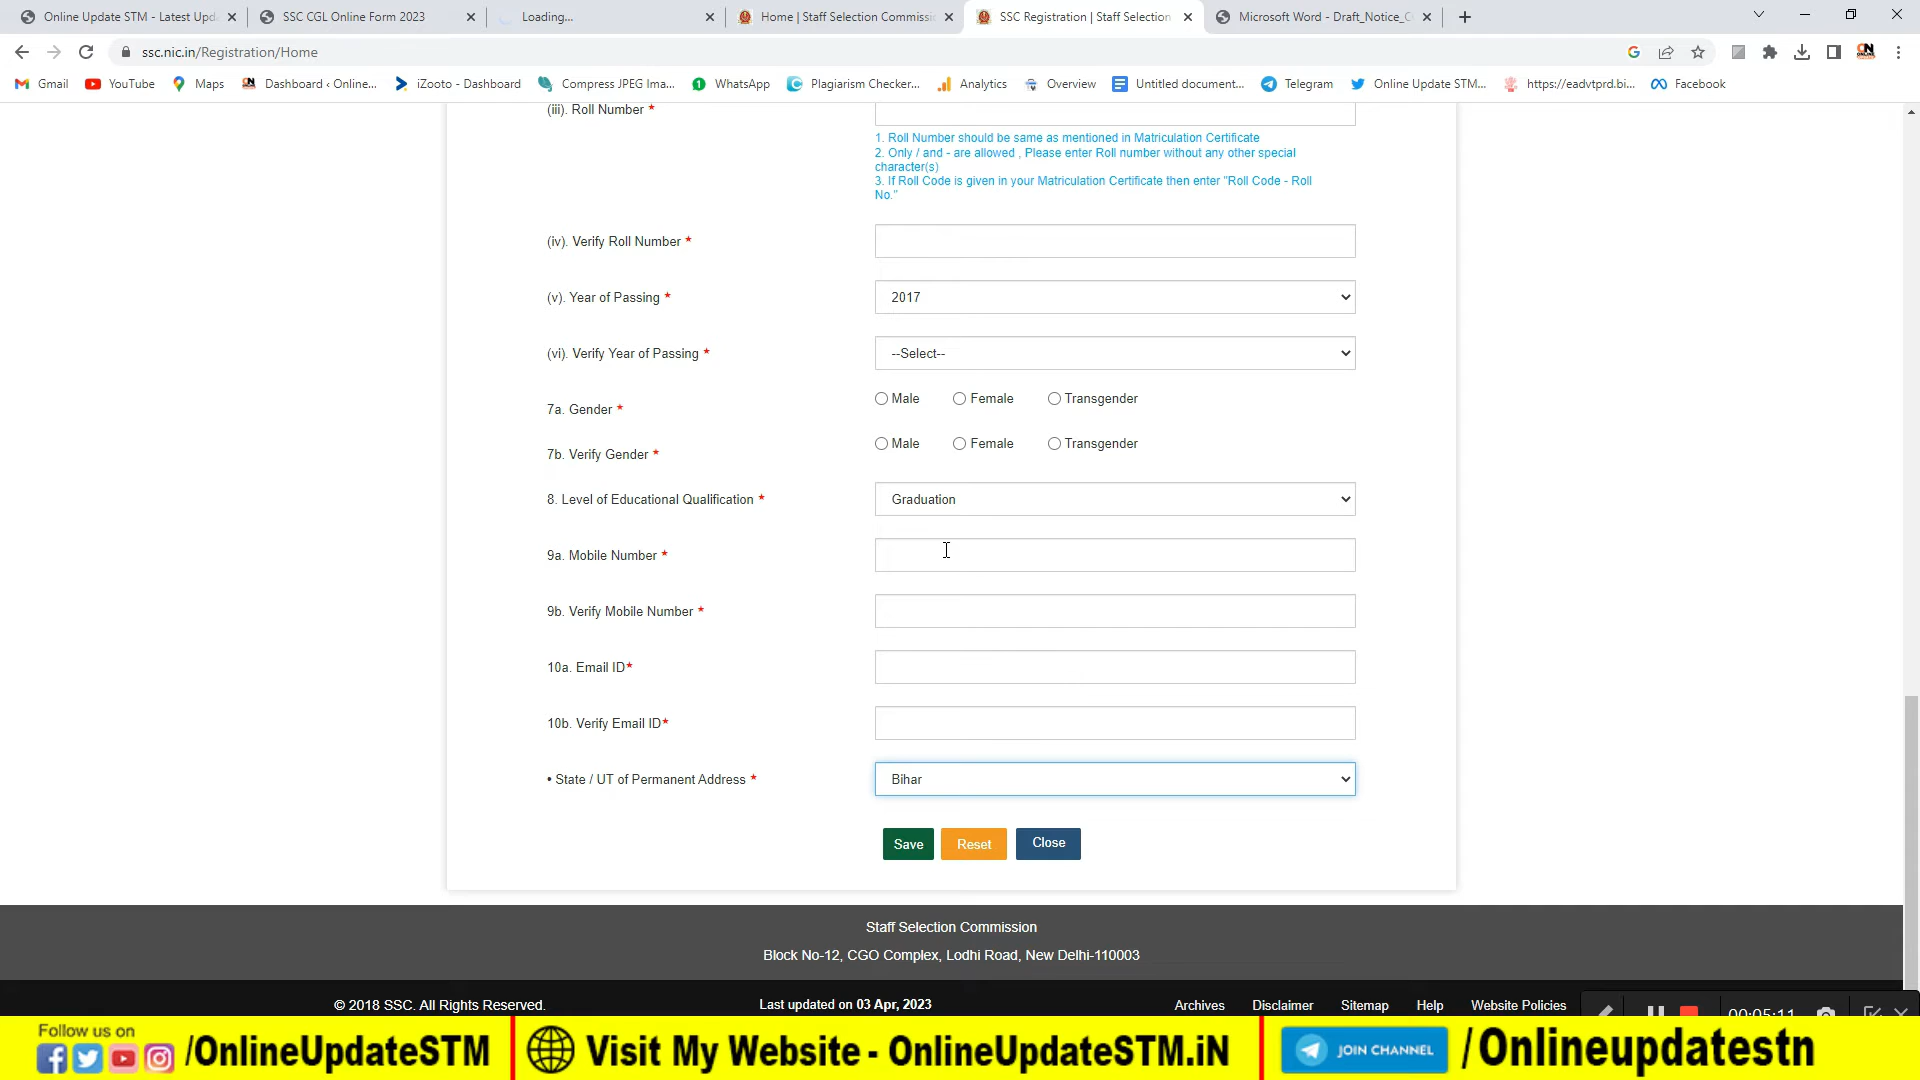 Online Update STM - Latest Upda
SSC CGL Online Form 2023
Loading...
Home | Staff Selection Commissi
SSC Registration | Staff Selection
Microsoft Word - Draft_Notice_C
ssc.nic.in/Registration/Home
Gmail
YouTube
Maps
Dashboard ‹ Online...
iZooto - Dashboard
Compress JPEG Ima...
WhatsApp
Plagiarism Checker...
Analytics
Overview
Untitled document...
Telegram
Online Update STM...
https://eadvtprd.bi...
Facebook
(iii). Roll Number *
1. Roll Number should be same as mentioned in Matriculation Certificate
2. Only / and - are allowed , Please enter Roll number without any other special
character(s)
3. If Roll Code is given in your Matriculation Certificate then enter "Roll Code - Roll
No."
(iv). Verify Roll Number *
(v). Year of Passing *
2017
(vi). Verify Year of Passing *
--Select--
7a. Gender *
Male Female Transgender
7b. Verify Gender *
Male Female Transgender
8. Level of Educational Qualification *
Graduation
9a. Mobile Number *
9b. Verify Mobile Number *
10a. Email ID*
10b. Verify Email ID*
• State / UT of Permanent Address *
Bihar
Save Reset Close
Staff Selection Commission
Block No-12, CGO Complex, Lodhi Road, New Delhi-110003
© 2018 SSC. All Rights Reserved.
Last updated on 03 Apr, 2023
Archives Disclaimer Sitemap Help Website Policies
00:05:11
Follow us on
/OnlineUpdateSTM
Visit My Website - OnlineUpdateSTM.iN
JOIN CHANNEL
/Onlineupdatestn